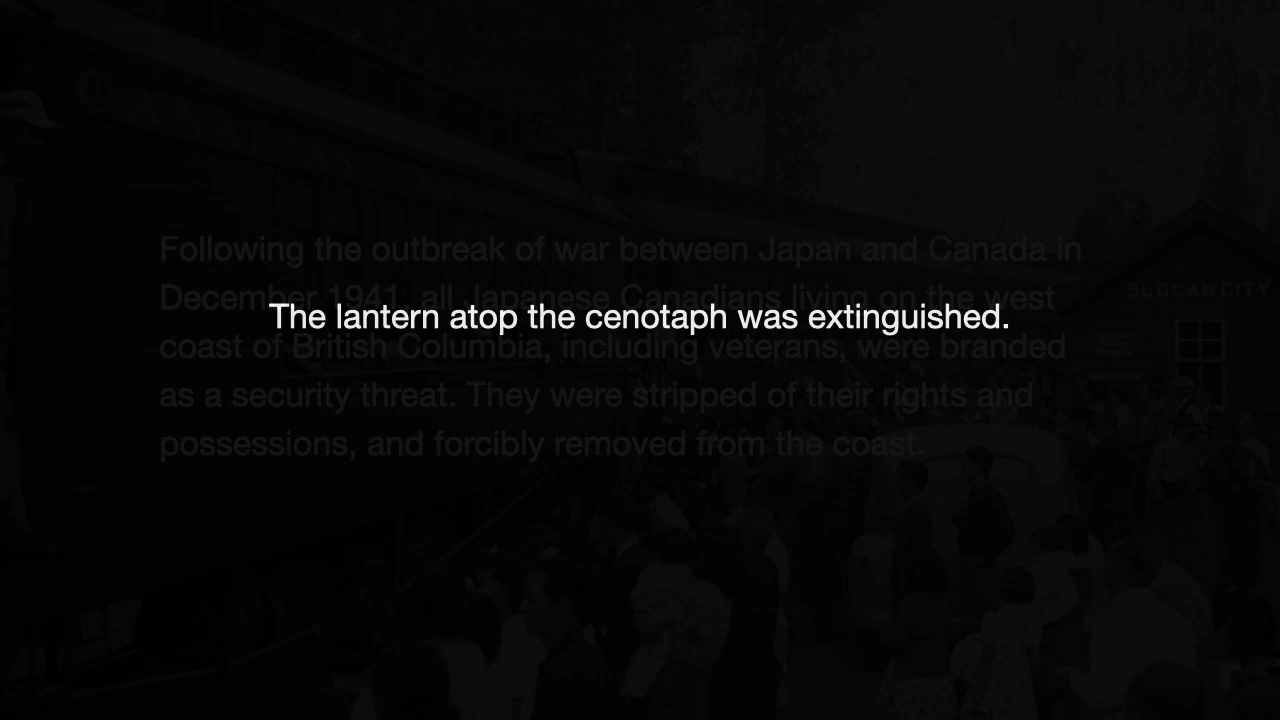 CANADIAN
Following the outbreak of war between Japan and Canada in
December 1941, all Japanese Canadians living on the west
The lantern atop the cenotaph was extinguished.
coast of British Columbia, including veterans, were branded
as a security threat. They were stripped of their rights and
possessions, and forcibly removed from the coast.
SLOCAN CITY